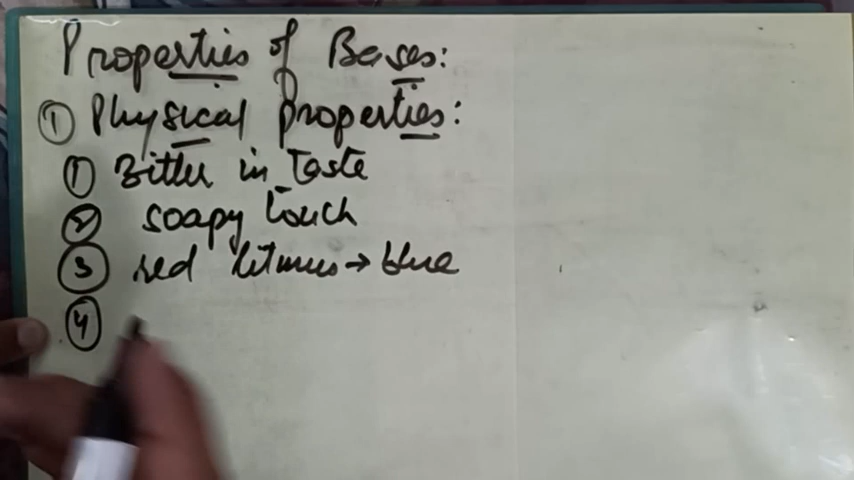 Properties of Bases:
① Physical properties:
① Bitter in Taste
② soapy touch
③ red litmus → blue
④